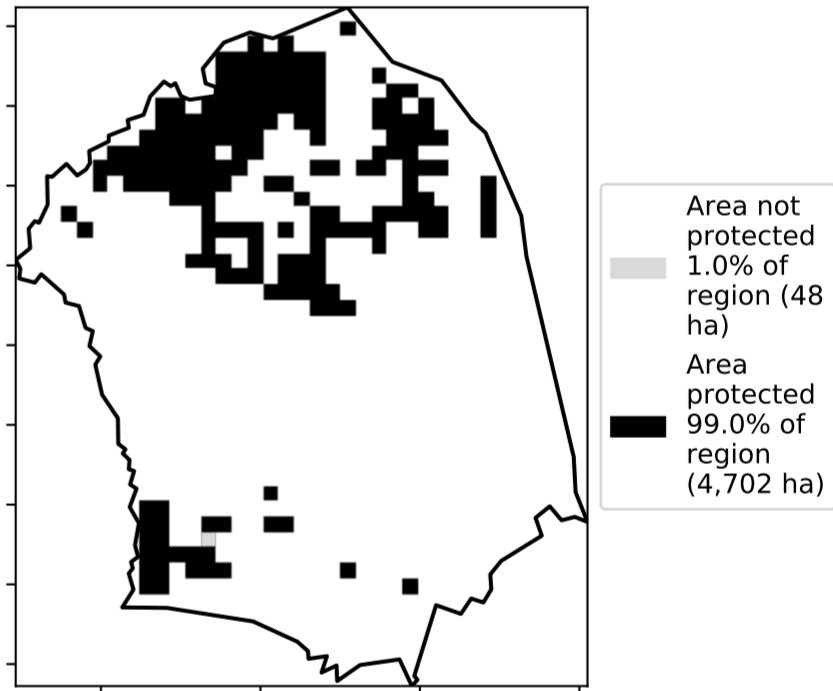 Area not
protected
1.0% of
region (48
ha)
Area
protected
99.0% of
region
(4,702 ha)